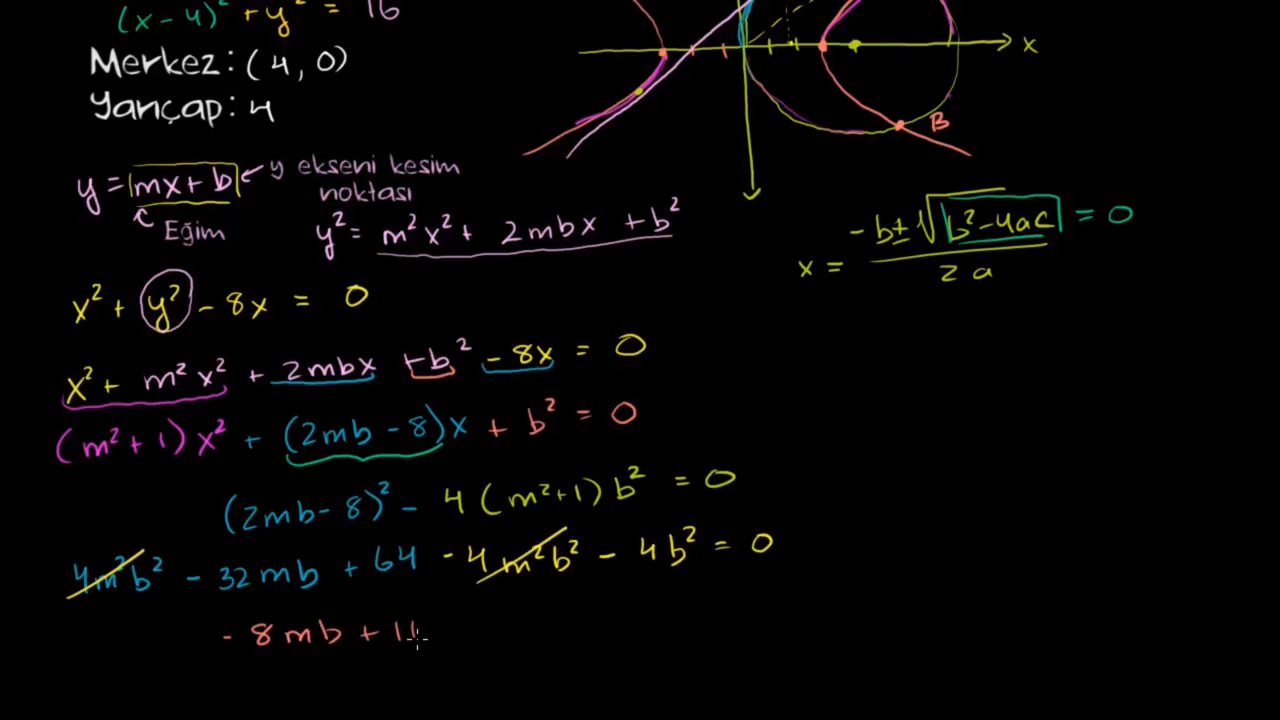 (x-4)² + y² = 16
Merkez: (4, 0)
Yarıçap: 4
x
B
y = mx + b
y ekseni kesim
noktası
Eğim
y² = m²x² + 2mbx + b²
x = (-b ± √(b² - 4ac)) / 2a = 0
x² + y² - 8x = 0
x² + m²x² + 2mbx + b² - 8x = 0
(m² + 1)x² + (2mb - 8)x + b² = 0
(2mb - 8)² - 4(m² + 1)b² = 0
4m²b² - 32mb + 64 - 4m²b² - 4b² = 0
- 8mb + 1